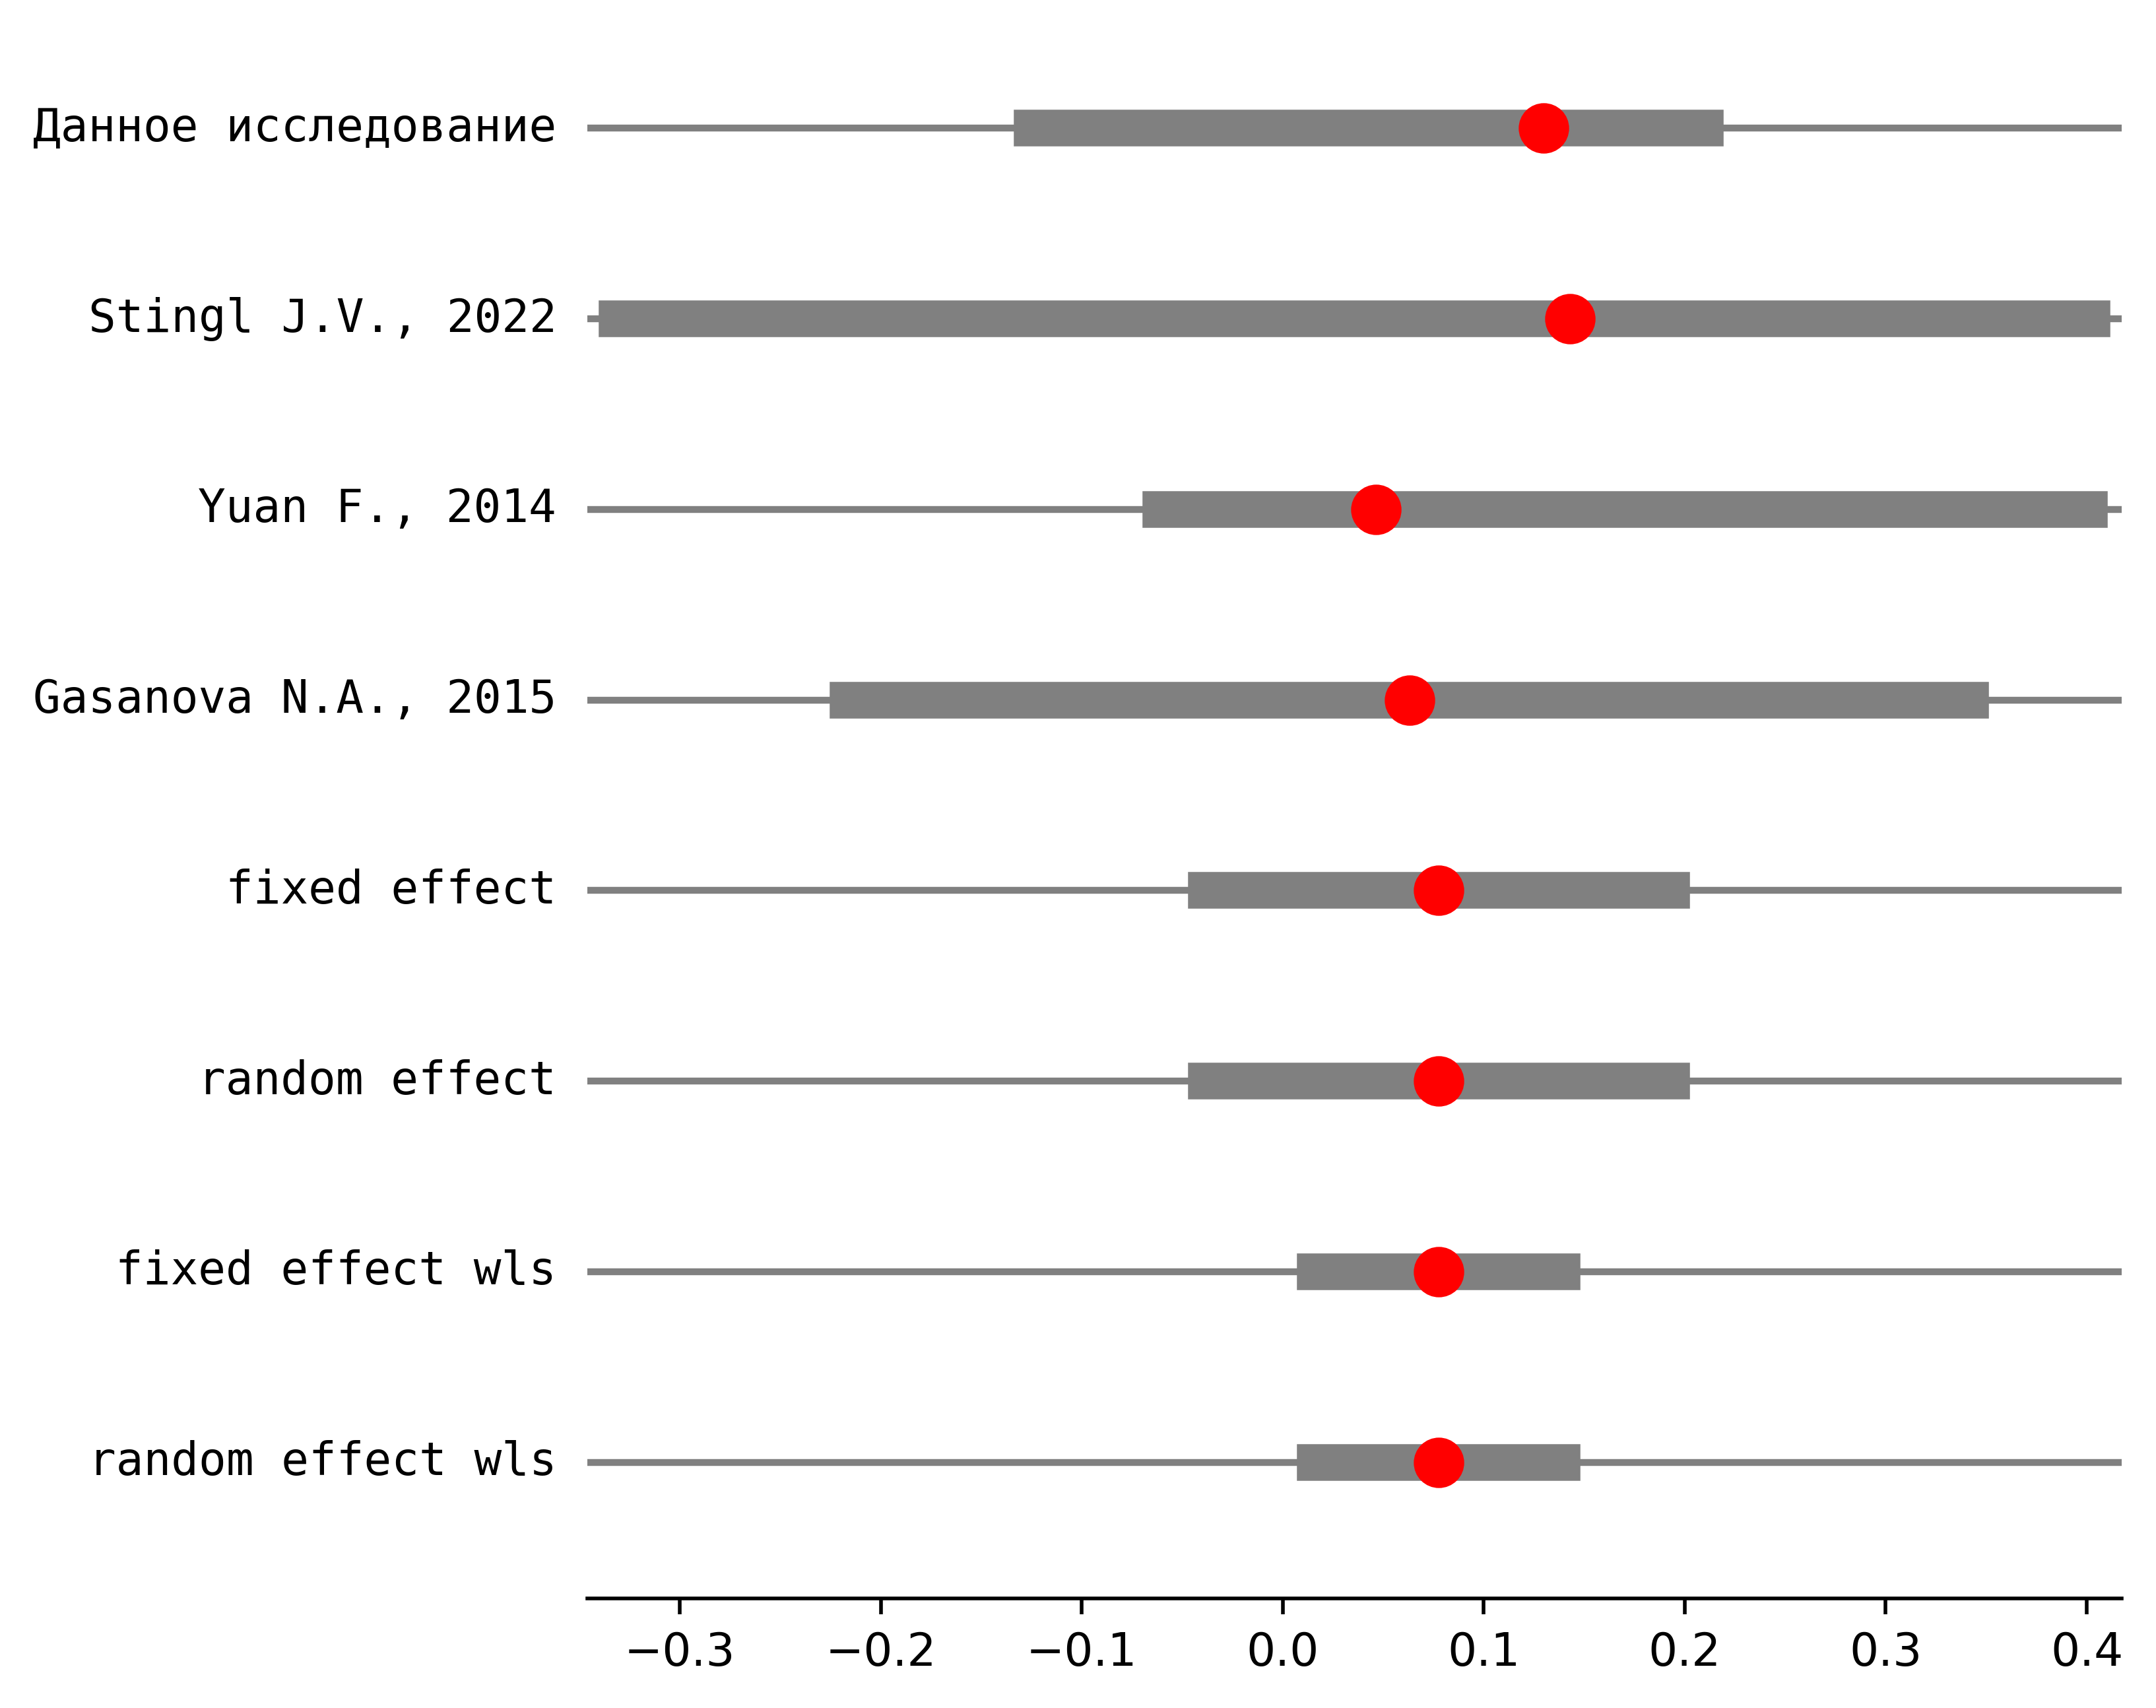 Данное исследование
Stingl J.V., 2022
Yuan F., 2014
Gasanova N.A., 2015
fixed effect
random effect
fixed effect wls
random effect wls
−0.3 −0.2 −0.1 0.0 0.1 0.2 0.3 0.4